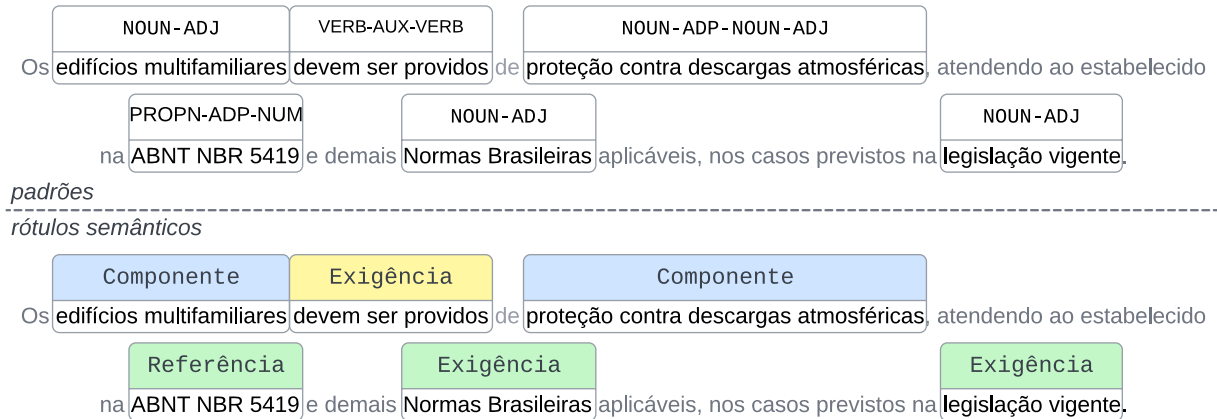 NOUN-ADJ VERB-AUX-VERB NOUN-ADP-NOUN-ADJ
Os edifícios multifamiliares devem ser providos de proteção contra descargas atmosféricas, atendendo ao estabelecido
PROPN-ADP-NUM NOUN-ADJ NOUN-ADJ
na ABNT NBR 5419 e demais Normas Brasileiras aplicáveis, nos casos previstos na legislação vigente.
padrões
rótulos semânticos
Componente Exigência Componente
Os edifícios multifamiliares devem ser providos de proteção contra descargas atmosféricas, atendendo ao estabelecido
Referência Exigência Exigência
na ABNT NBR 5419 e demais Normas Brasileiras aplicáveis, nos casos previstos na legislação vigente.